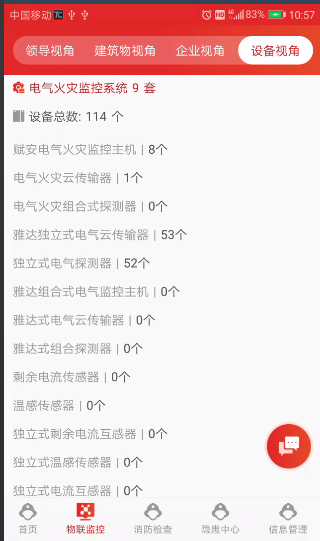 中国移动 HD 4G 83% 10:57
领导视角 建筑物视角 企业视角 设备视角
电气火灾监控系统 9 套
设备总数: 114 个
赋安电气火灾监控主机 | 8个
电气火灾云传输器 | 1个
电气火灾组合式探测器 | 0个
雅达独立式电气云传输器 | 53个
独立式电气探测器 | 52个
雅达组合式电气监控主机 | 0个
雅达式电气云传输器 | 0个
雅达式组合探测器 | 0个
剩余电流传感器 | 0个
温感传感器 | 0个
独立式剩余电流互感器 | 0个
独立式温感传感器 | 0个
独立式电流互感器 | 0个
首页 物联监控 消防检查 隐患中心 信息管理